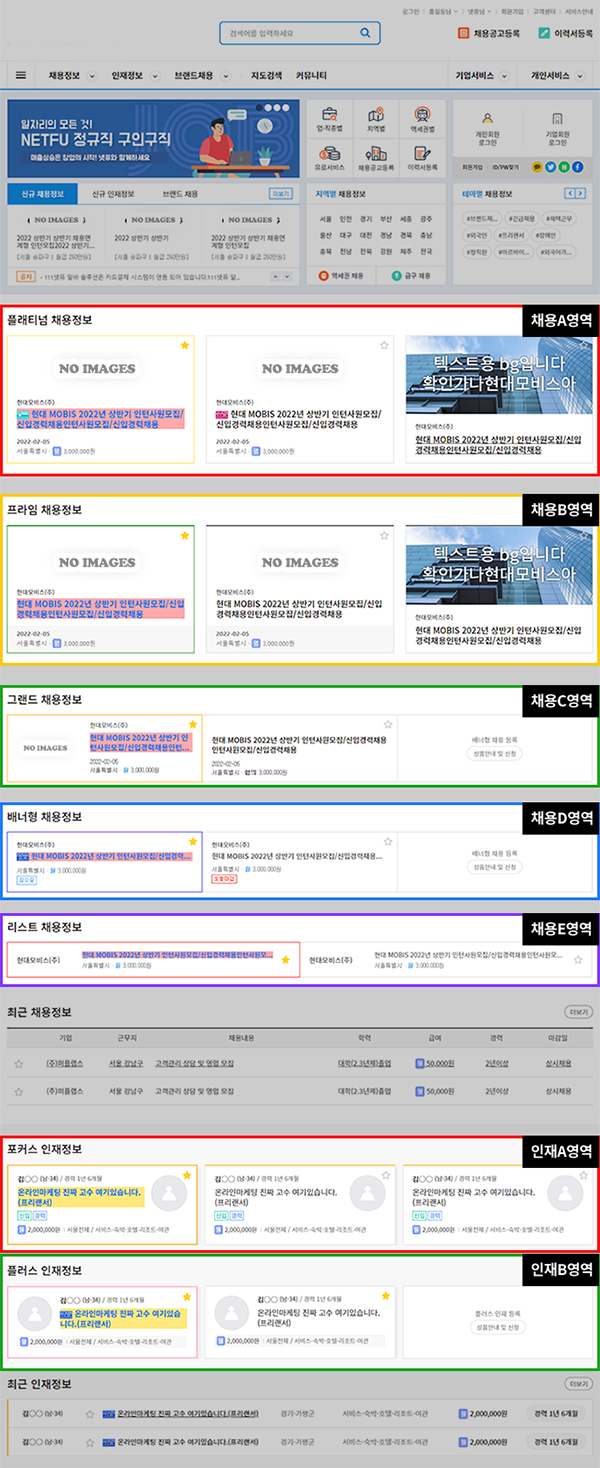 로그인 | 홍길동님 | 넷퓨님 | 회원가입 | 고객센터 | 서비스안내
검색어를 입력하세요
채용공고등록 이력서등록
채용정보 인재정보 브랜드채용 지도검색 커뮤니티 기업서비스 개인서비스
일자리의 모든 것!
NETFU 정규직 구인구직
매출상승은 창업의 시작! 넷퓨와 함께하세요
업·직종별 지역별 역세권별
유료서비스 채용공고등록 이력서등록
개인회원
로그인
기업회원
로그인
회원가입 ID/PW찾기
신규 채용정보 신규 인재정보 브랜드 채용 더보기
NO IMAGES NO IMAGES NO IMAGES
2022 상반기 채용연계형 인턴모집2022 상반기...
2022 상반기 상반기
2022 상반기 상반기 채용연계형 인턴모집
[서울 송파구 | 월급 260만원]
[서울 송파구 | 월급 260만원]
[서울 송파구 | 월급 260만원]
공지 · 111넷퓨 알바 솔루션은 카드결제 시스템이 연동 되어 있습니다.111넷퓨 알...
지역별 채용정보
서울 인천 경기 부산 세종 광주
울산 대구 대전 경남 경북 충남
충북 전남 전북 강원 제주 전국
역세권 채용 급구 채용
테마별 채용정보
#브랜드채... #긴급채용 #재택근무
#외국인 #프리랜서 #장애인
#정직원 #아르바이... #외국어가...
플래티넘 채용정보 채용A영역
NO IMAGES NO IMAGES
텍스트용 bg입니다
확인가나현대모비스아
현대모비스(주) 현대모비스(주)
현대 MOBIS 2022년 상반기 인턴사원모집/
신입경력채용인턴사원모집/신입경력채용
현대 MOBIS 2022년 상반기 인턴사원모집/
신입경력채용인턴사원모집/신입경력채용
현대 MOBIS 2022년 상반기 인턴사원모집/신입
경력채용인턴사원모집/신입경력채용
2022-02-05
서울특별시 · 월 3,000,000원
서울특별시 · 월 3,000,000원
프라임 채용정보 채용B영역
NO IMAGES NO IMAGES
텍스트용 bg입니다
확인가나현대모비스아
현대모비스(주) 현대모비스(주)
현대 MOBIS 2022년 상반기 인턴사원모집/신입
경력채용인턴사원모집/신입경력채용
현대 MOBIS 2022년 상반기 인턴사원모집/신입
경력채용인턴사원모집/신입경력채용
현대 MOBIS 2022년 상반기 인턴사원모집/신입
경력채용인턴사원모집/신입경력채용
2022-02-05
서울특별시 · 월 3,000,000원
서울특별시 · 월 3,000,000원
그랜드 채용정보 채용C영역
NO IMAGES
현대모비스(주)
현대 MOBIS 2022년 상반기 인
턴사원모집/신입경력채용인턴...
2022-02-05
서울특별시 · 월 3,000,000원
현대 MOBIS 2022년 상반기 인턴사원모집/신입경력채용
인턴사원모집/신입경력채용
2022-02-05
서울특별시 · 협의 3,000,000원
배너형 채용 등록
상품안내 및 신청
배너형 채용정보 채용D영역
현대모비스(주)
현대 MOBIS 2022년 상반기 인턴사원모집/신입경력...
서울특별시 · 월 3,000,000원
현대모비스(주)
현대 MOBIS 2022년 상반기 인턴사원모집/신입경력채용...
서울특별시 · 월 3,000,000원
오늘마감
배너형 채용 등록
상품안내 및 신청
리스트 채용정보 채용E영역
현대모비스(주) 현대 MOBIS 2022년 상반기 인턴사원모집/신입경력채용인턴사원모...
서울특별시 · 월 3,000,000원
현대모비스(주) 현대 MOBIS 2022년 상반기 인턴사원모집/신입경력채용인턴사원모...
서울특별시 · 월 3,000,000원
최근 채용정보 더보기
기업 근무지 채용내용 학력 급여 경력 마감일
(주)퍼플랩스 서울 강남구 고객관리 상담 및 영업 모집 대학(2,3년제)졸업 월 50,000원 2년이상 상시채용
(주)퍼플랩스 서울 강남구 고객관리 상담 및 영업 모집 대학(2,3년제)졸업 월 50,000원 2년이상 상시채용
포커스 인재정보 인재A영역
김○○ (남·34) / 경력 1년 6개월
온라인마케팅 진짜 고수 여기있습니다.
(프리랜서)
신입 경력
월 2,000,000원 | 서울전체 / 서비스·숙박·호텔·리조트·여관
김○○ (남·34) / 경력 1년 6개월
온라인마케팅 진짜 고수 여기있습니다.
(프리랜서)
신입 경력
월 2,000,000원 | 서울전체 / 서비스·숙박·호텔·리조트·여관
김○○ (남·34) / 경력 1년 6개월
온라인마케팅 진짜 고수 여기있습니다.
(프리랜서)
신입 경력
월 2,000,000원 | 서울전체 / 서비스·숙박·호텔·리조트·여관
플러스 인재정보 인재B영역
김○○ (남·34) / 경력 1년 6개월
온라인마케팅 진짜 고수 여기있습
니다.(프리랜서)
월 2,000,000원 | 서울전체 / 서비스·숙박·호텔·리조트·여관
김○○ (남·34) / 경력 1년 6개월
온라인마케팅 진짜 고수 여기있습니다.
(프리랜서)
월 2,000,000원 | 서울전체 / 서비스·숙박·호텔·리조트·여관
플러스 인재 등록
상품안내 및 신청
최근 인재정보 더보기
김○○ (남·34) 온라인마케팅 진짜 고수 여기있습니다.(프리랜서) 경기·가평군 서비스·숙박·호텔·리조트·여관 월 2,000,000원 경력 1년 6개월
김○○ (남·34) 온라인마케팅 진짜 고수 여기있습니다.(프리랜서) 경기·가평군 서비스·숙박·호텔·리조트·여관 월 2,000,000원 경력 1년 6개월